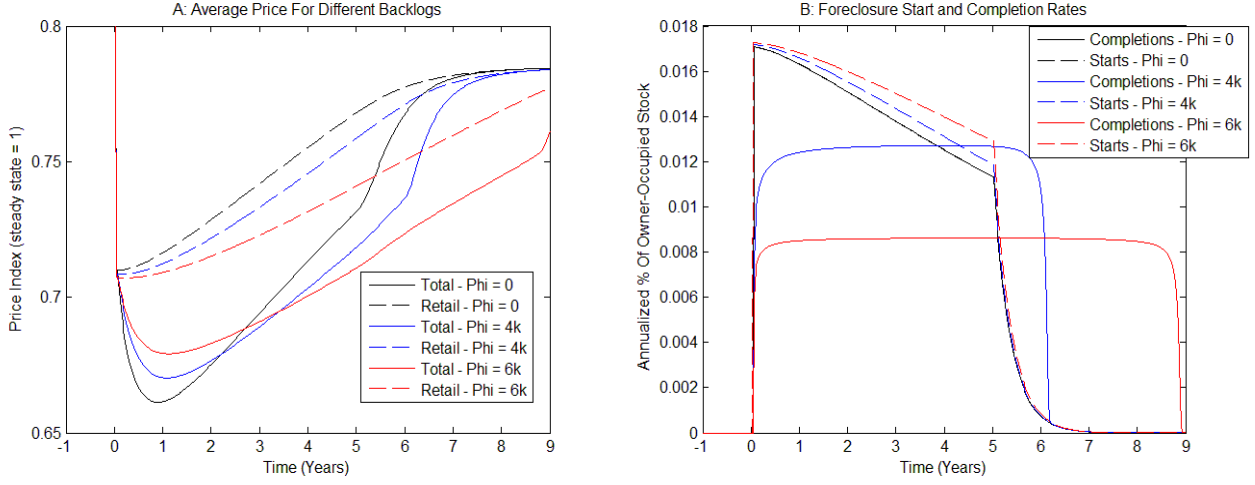 A: Average Price For Different Backlogs
0.8
0.75
0.7
0.65
Price Index (steady state = 1)
Total - Phi = 0
Retail - Phi = 0
Total - Phi = 4k
Retail - Phi = 4k
Total - Phi = 6k
Retail - Phi = 6k
-1 0 1 2 3 4 5 6 7 8 9
Time (Years)
B: Foreclosure Start and Completion Rates
0.018
0.016
0.014
0.012
0.01
0.008
0.006
0.004
0.002
0
Annualized % Of Owner-Occupied Stock
Completions - Phi = 0
Starts - Phi = 0
Completions - Phi = 4k
Starts - Phi = 4k
Completions - Phi = 6k
Starts - Phi = 6k
-1 0 1 2 3 4 5 6 7 8 9
Time (Years)